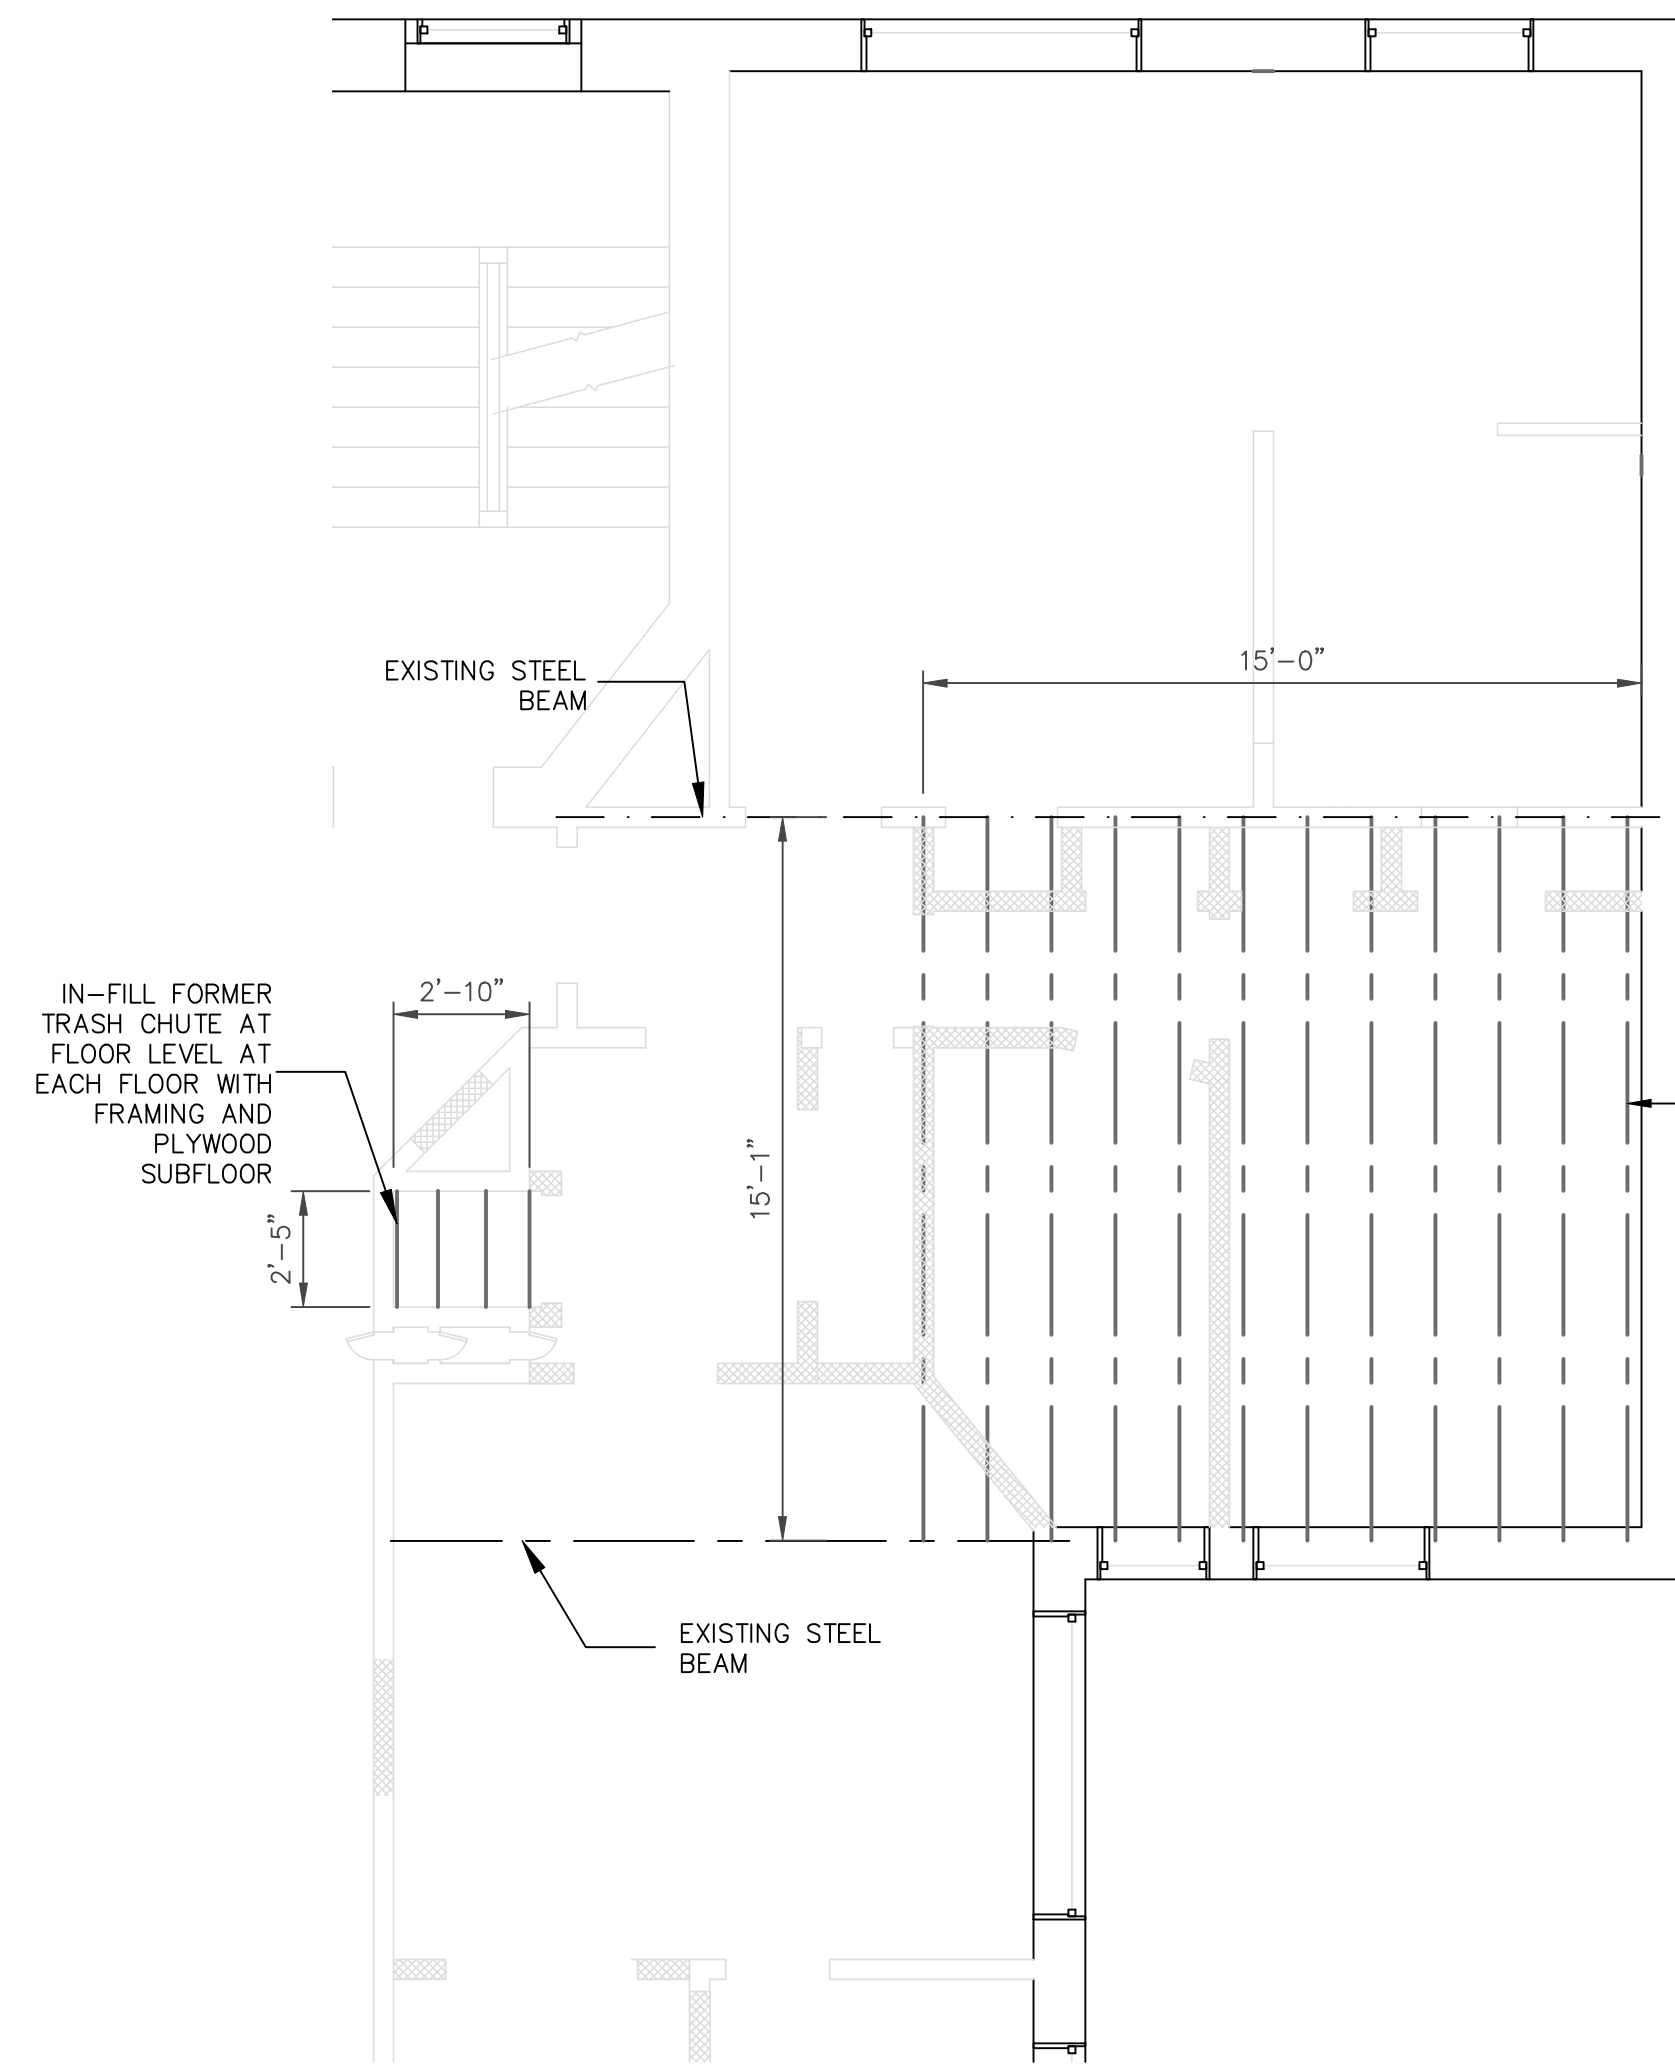 EXISTING STEEL
BEAM
15'-0"
IN-FILL FORMER
TRASH CHUTE AT
FLOOR LEVEL AT
EACH FLOOR WITH
FRAMING AND
PLYWOOD
SUBFLOOR
2'-10"
15'-1"
2'-5"
EXISTING STEEL
BEAM